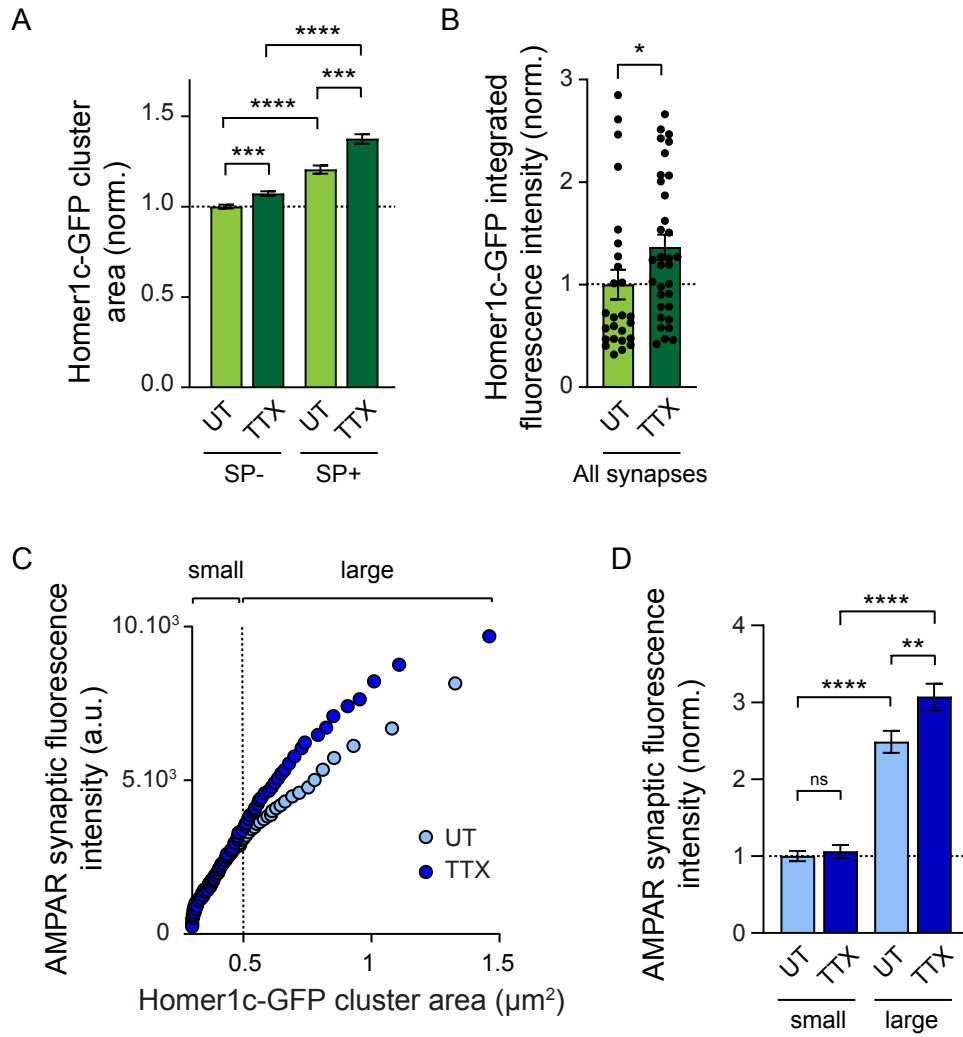 A
Homer1c-GFP cluster
area (norm.)
1.5
1.0
0.5
0.0
****
****
***
***
UT
TTX
UT
TTX
SP-
SP+
B
Homer1c-GFP integrated
fluorescence intensity (norm.)
3
2
1
0
*
UT
TTX
All synapses
C
small
large
AMPAR synaptic fluorescence
intensity (a.u.)
10.10³
5.10³
0
UT
TTX
0.5
1
1.5
Homer1c-GFP cluster area (µm²)
D
AMPAR synaptic fluorescence
intensity (norm.)
4
3
2
1
0
****
**
****
ns
UT
TTX
UT
TTX
small
large